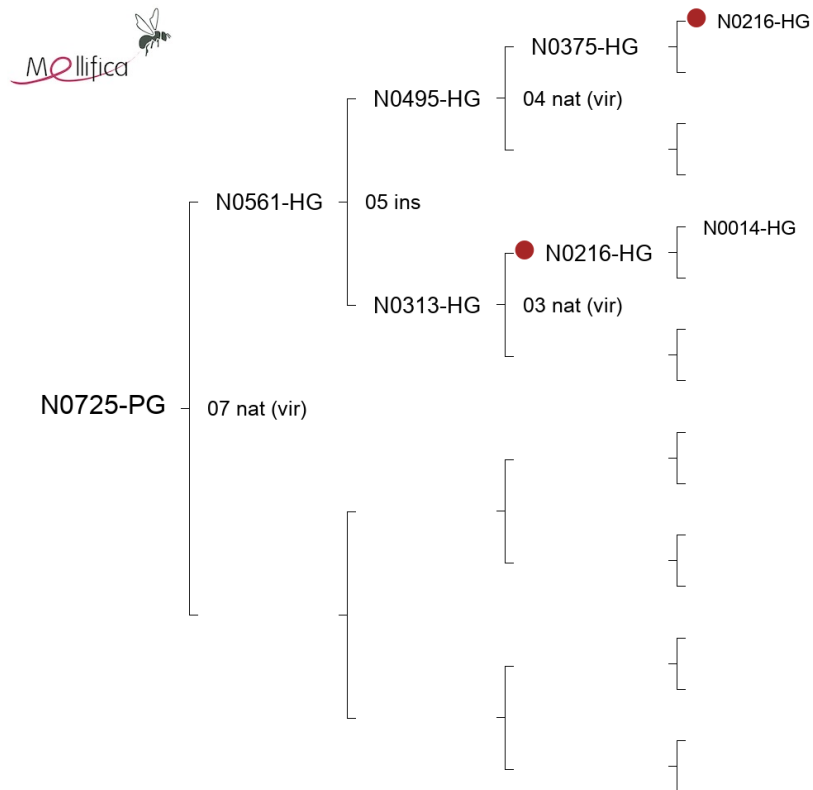 Mellifica
N0216-HG
N0375-HG
N0495-HG
04 nat (vir)
N0561-HG
05 ins
N0014-HG
N0216-HG
N0313-HG
03 nat (vir)
N0725-PG
07 nat (vir)